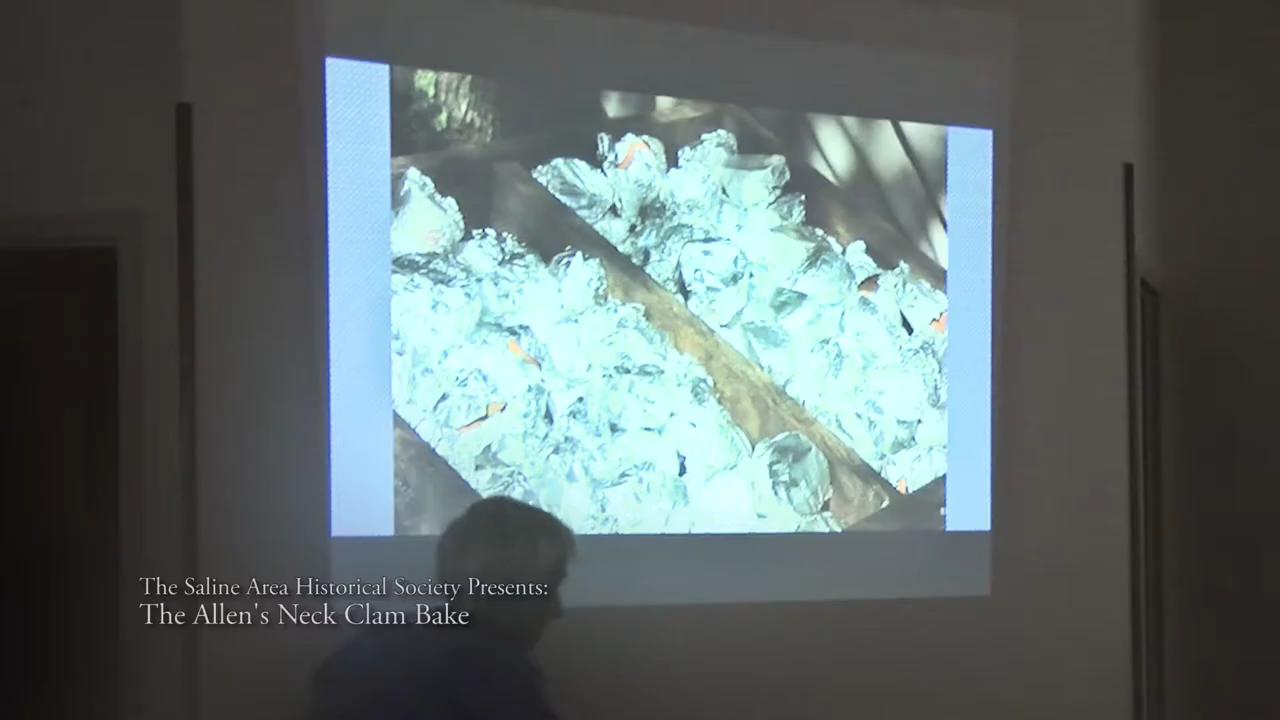 The Saline Area Historical Society Presents:
The Allen's Neck Clam Bake